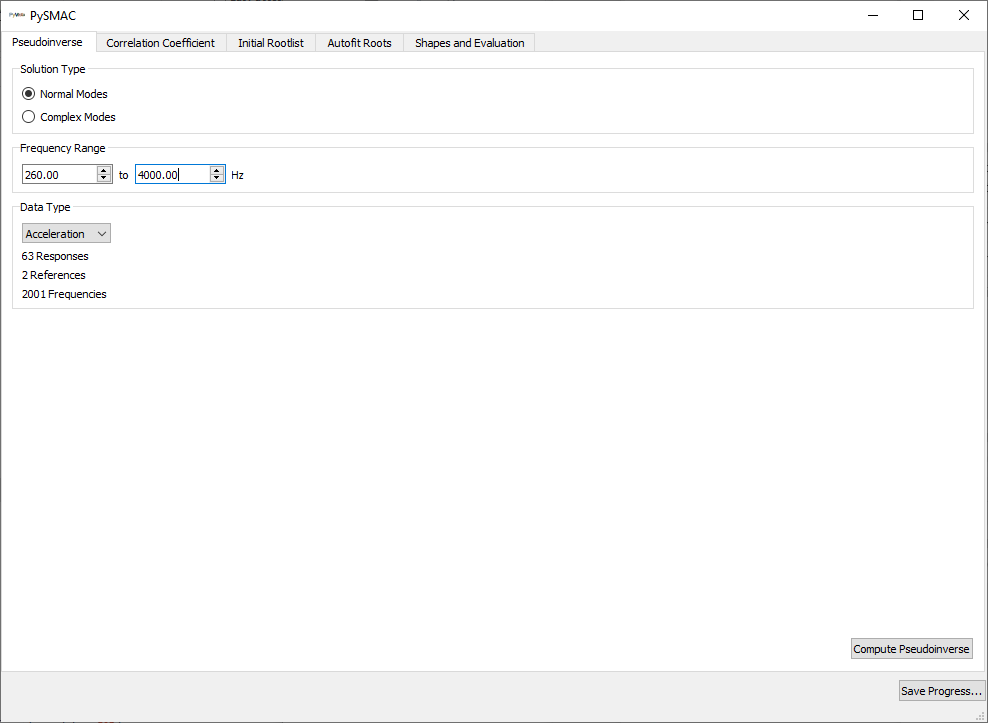 PySMAC
Pseudoinverse Correlation Coefficient Initial Rootlist Autofit Roots Shapes and Evaluation
Solution Type
Normal Modes
Complex Modes
Frequency Range
260.00 to 4000.00 Hz
Data Type
Acceleration
63 Responses
2 References
2001 Frequencies
Compute Pseudoinverse
Save Progress...